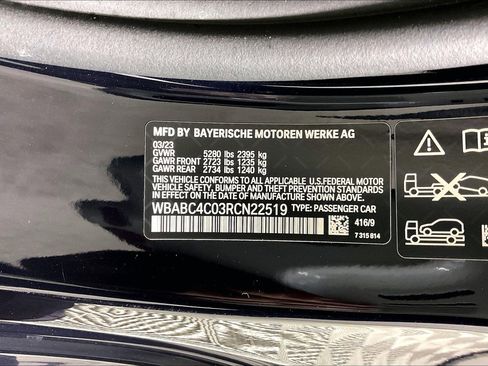 MFD BY BAYERISCHE MOTOREN WERKE AG
03/23
GVWR 5280 lbs 2395 kg
GAWR FRONT 2723 lbs 1235 kg
GAWR REAR 2734 lbs 1240 kg
THIS VEHICLE CONFORMS TO ALL APPLICABLE U.S.FEDERAL MOTOR
VEHICLE SAFETY, BUMPER AND THEFT PREVENTION STANDARDS
IN EFFECT ON THE DATE OF MANUFACTURE SHOWN ABOVE.
WBABC4C03RCN22519 TYPE: PASSENGER CAR
416/9
7 315 814